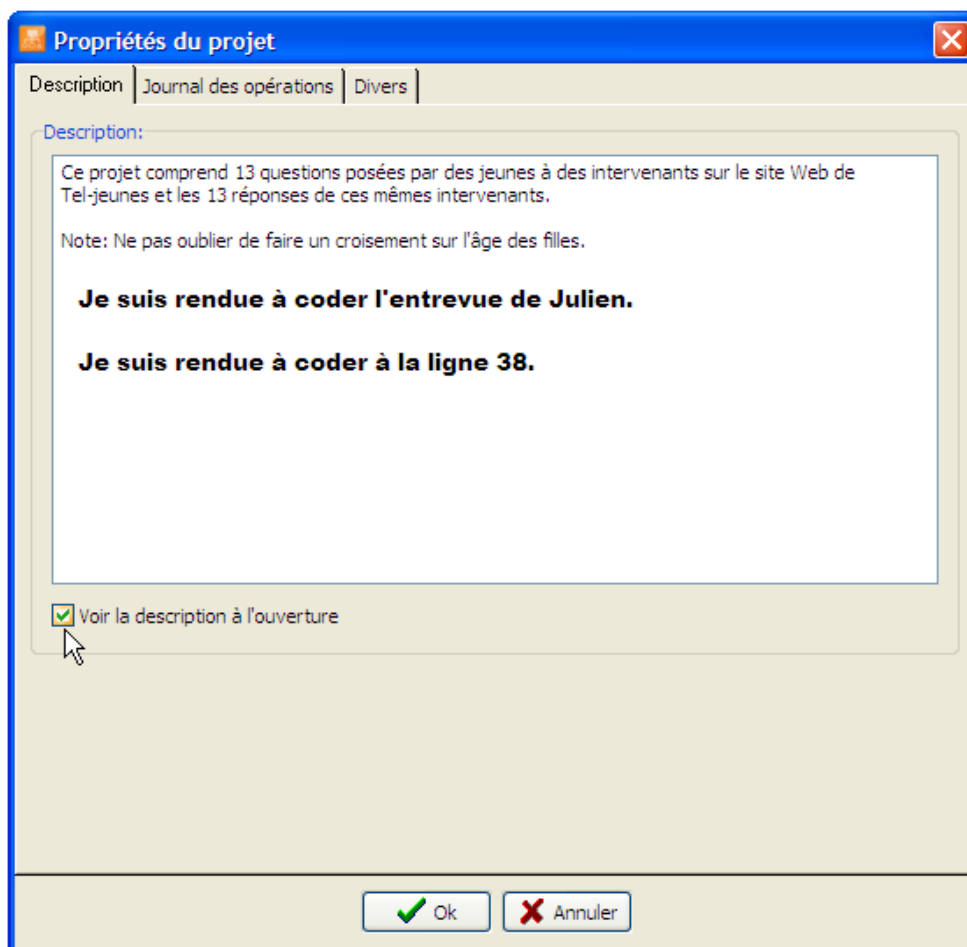 Propriétés du projet
Description Journal des opérations Divers
Description:
Ce projet comprend 13 questions posées par des jeunes à des intervenants sur le site Web de
Tel-jeunes et les 13 réponses de ces mêmes intervenants.
Note: Ne pas oublier de faire un croisement sur l'âge des filles.
Je suis rendue à coder l'entrevue de Julien.
Je suis rendue à coder à la ligne 38.
Voir la description à l'ouverture
Ok Annuler